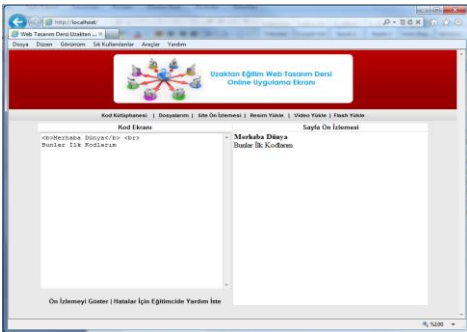 http://localhost/
Web Tasarım Dersi Uzaktan ...
Dosya Düzen Görünüm Sık Kullanılanlar Araçlar Yardım
Uzaktan Eğitim Web Tasarım Dersi
Online Uygulama Ekranı
Kod Kütüphanesi | Dosyalarım | Site Ön İzlemesi | Resim Yükle | Video Yükle | Flash Yükle
Kod Ekranı
Sayfa Ön İzlemesi
<b>Merhaba Dünya</b> <br>
Bunlar İlk Kodlarım
Merhaba Dünya
Bunlar İlk Kodlarım
Ön İzlemeyi Göster | Hatalar İçin Eğitimcide Yardım İste
%100